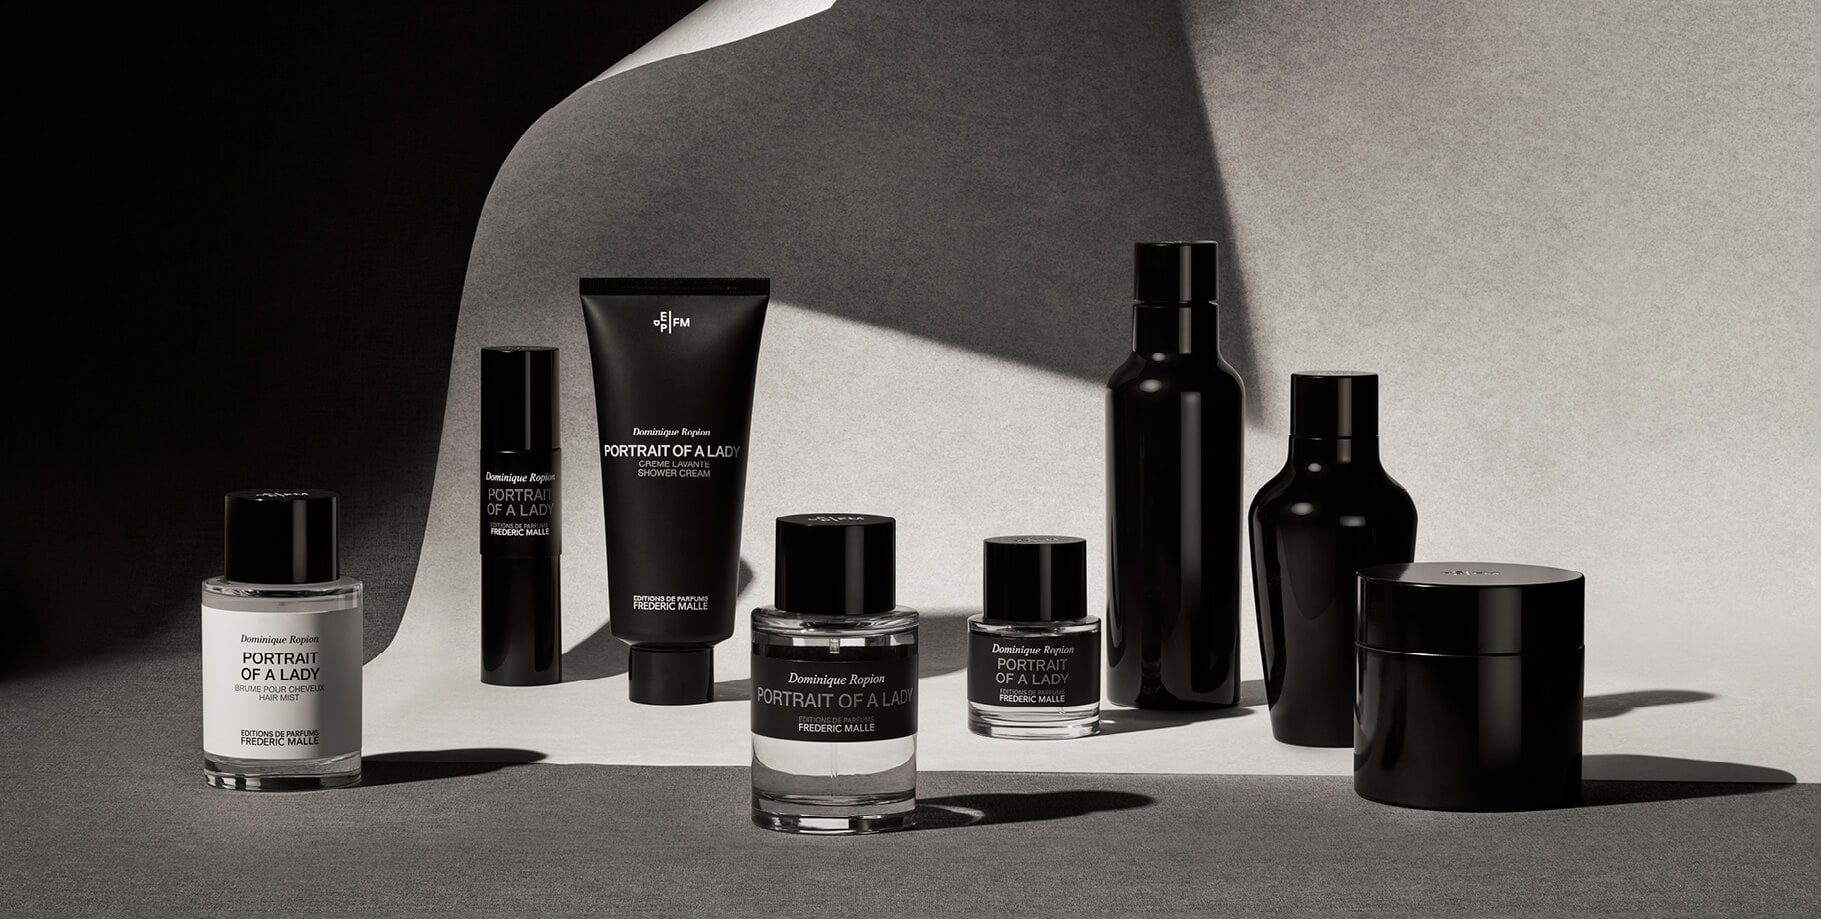 Dominique Ropion
PORTRAIT
OF A LADY
BRUME POUR CHEVEUX
HAIR MIST
EDITIONS DE PARFUMS
FREDERIC MALLE
Dominique Ropion
PORTRAIT
OF A LADY
EDITIONS DE PARFUMS
FREDERIC MALLE
EDP FM
Dominique Ropion
PORTRAIT OF A LADY
CRÈME LAVANTE
SHOWER CREAM
EDITIONS DE PARFUMS
FREDERIC MALLE
Dominique Ropion
PORTRAIT OF A LADY
EDITIONS DE PARFUMS
FREDERIC MALLE
Dominique Ropion
PORTRAIT
OF A LADY
EDITIONS DE PARFUMS
FREDERIC MALLE